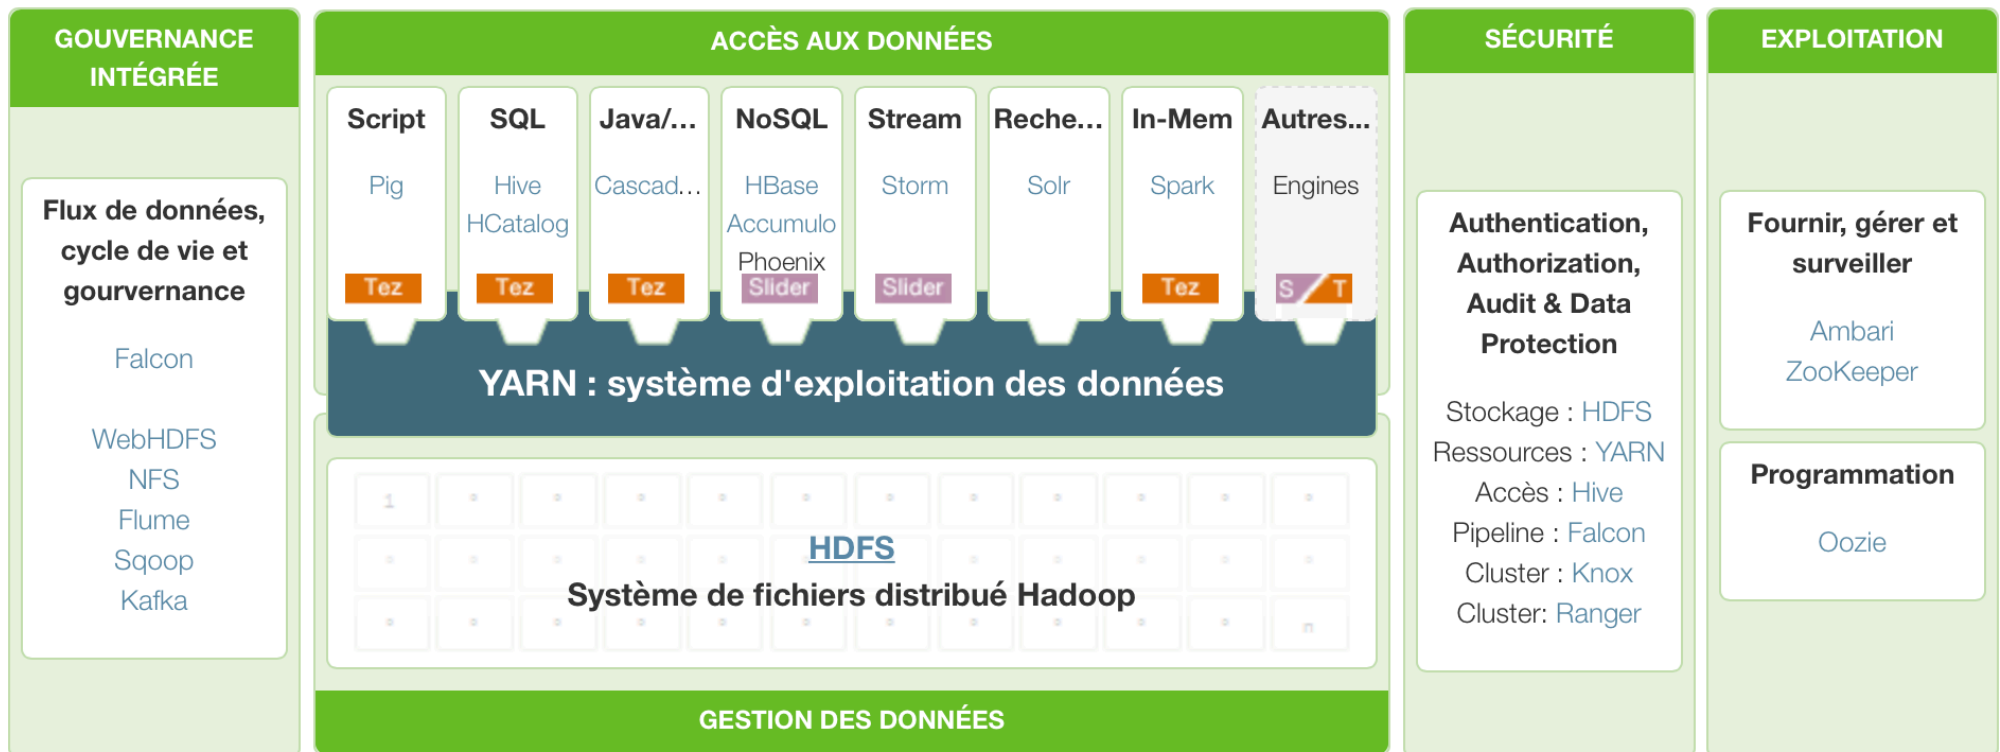 GOUVERNANCE
INTÉGRÉE
Flux de données,
cycle de vie et
gourvernance
Falcon
WebHDFS
NFS
Flume
Sqoop
Kafka
ACCÈS AUX DONNÉES
Script
Pig
Tez
SQL
Hive
HCatalog
Tez
Java/...
Cascad...
Tez
NoSQL
HBase
Accumulo
Phoenix
Slider
Stream
Storm
Slider
Reche...
Solr
In-Mem
Spark
Tez
Autres...
Engines
S / T
YARN : système d'exploitation des données
1
HDFS
Système de fichiers distribué Hadoop
n
GESTION DES DONNÉES
SÉCURITÉ
Authentication,
Authorization,
Audit & Data
Protection
Stockage : HDFS
Ressources : YARN
Accès : Hive
Pipeline : Falcon
Cluster : Knox
Cluster: Ranger
EXPLOITATION
Fournir, gérer et
surveiller
Ambari
ZooKeeper
Programmation
Oozie